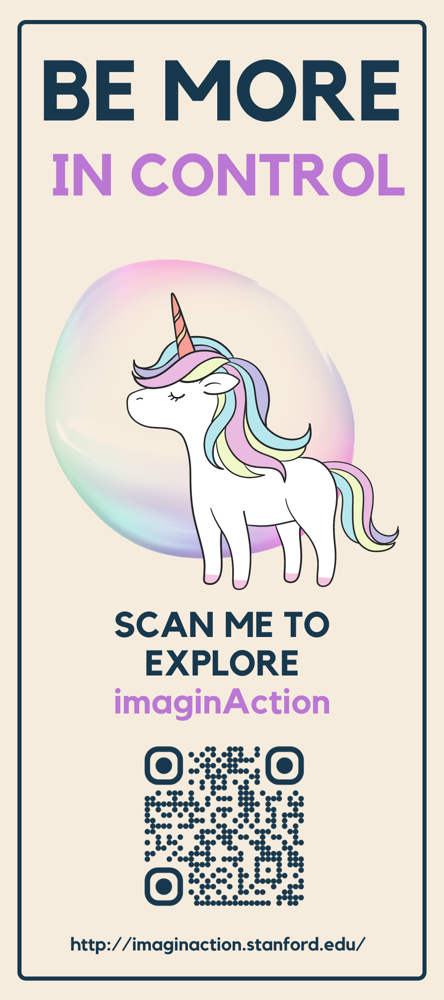 BE MORE
IN CONTROL
SCAN ME TO
EXPLORE
imaginAction
http://imaginaction.stanford.edu/